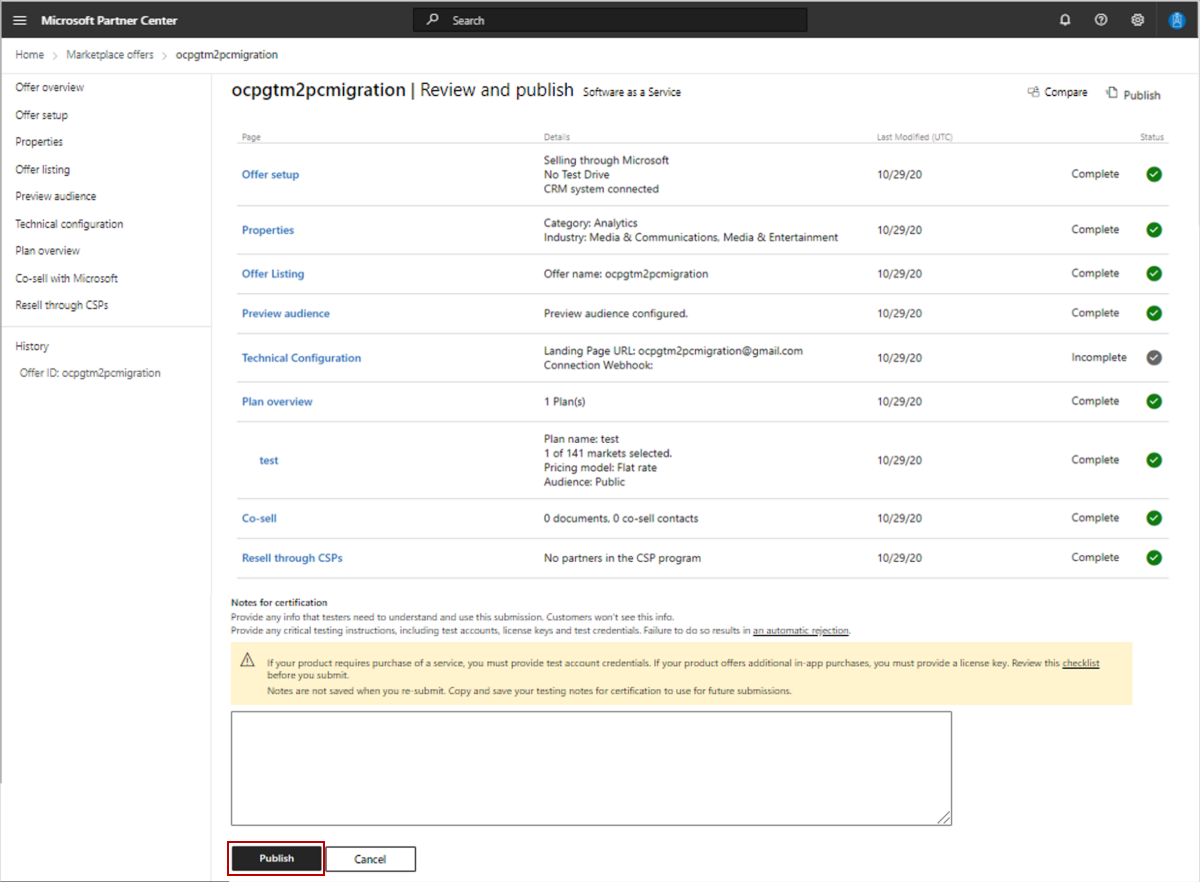 Microsoft Partner Center
Search
Home > Marketplace offers > ocpgtm2pcmigration
Offer overview
Offer setup
Properties
Offer listing
Preview audience
Technical configuration
Plan overview
Co-sell with Microsoft
Resell through CSPs
History
Offer ID: ocpgtm2pcmigration
ocpgtm2pcmigration | Review and publish Software as a Service
Compare Publish
Page Details Last Modified (UTC) Status
Offer setup Selling through Microsoft 10/29/20 Complete
No Test Drive
CRM system connected
Properties Category: Analytics 10/29/20 Complete
Industry: Media & Communications, Media & Entertainment
Offer Listing Offer name: ocpgtm2pcmigration 10/29/20 Complete
Preview audience Preview audience configured. 10/29/20 Complete
Technical Configuration Landing Page URL: ocpgtm2pcmigration@gmail.com 10/29/20 Incomplete
Connection Webhook:
Plan overview 1 Plan(s) 10/29/20 Complete
test Plan name: test 10/29/20 Complete
1 of 141 markets selected.
Pricing model: Flat rate
Audience: Public
Co-sell 0 documents, 0 co-sell contacts 10/29/20 Complete
Resell through CSPs No partners in the CSP program 10/29/20 Complete
Notes for certification
Provide any info that testers need to understand and use this submission. Customers won't see this info.
Provide any critical testing instructions, including test accounts, license keys and test credentials. Failure to do so results in an automatic rejection.
If your product requires purchase of a service, you must provide test account credentials. If your product offers additional in-app purchases, you must provide a license key. Review this checklist
before you submit.
Notes are not saved when you re-submit. Copy and save your testing notes for certification to use for future submissions.
Publish Cancel